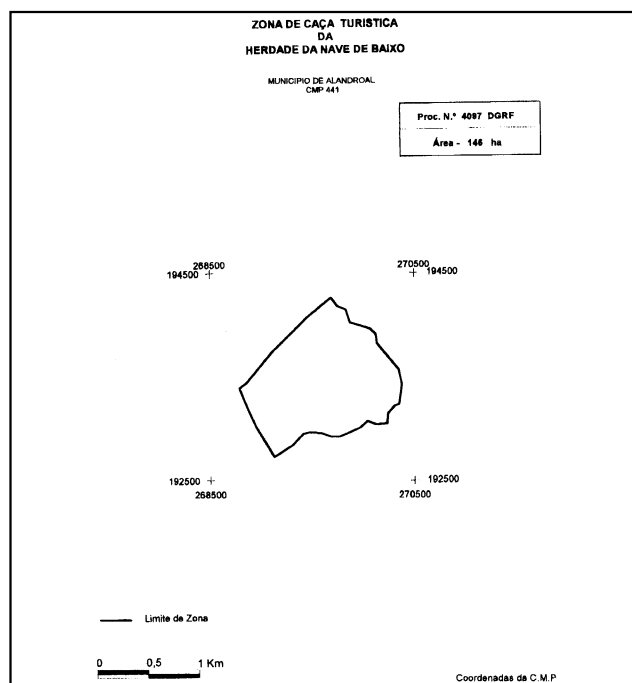 ZONA DE CAÇA TURISTICA
DA
HERDADE DA NAVE DE BAIXO
MUNICIPIO DE ALANDROAL
CMP 441
Proc. N.º 4097 DGRF
Área - 146 ha
268500
194500
270500
194500
192500
268500
192500
270500
Limite de Zona
0 0,5 1 Km
Coordenadas da C.M.P